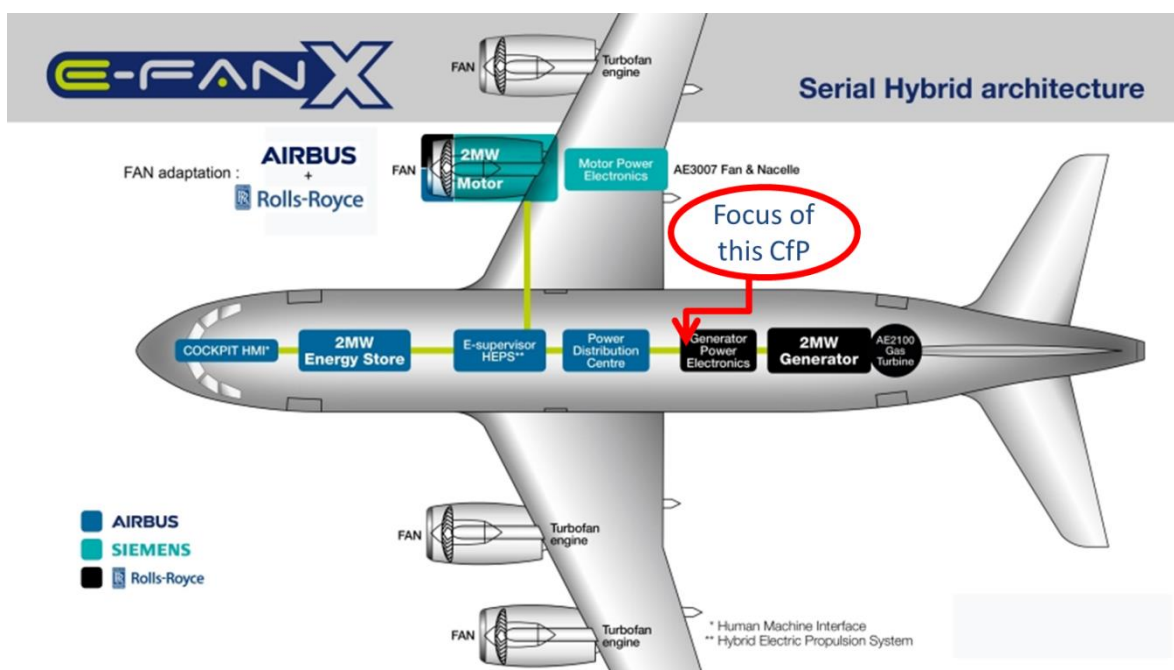 E-FAN X
Serial Hybrid architecture
FAN
Turbofan
engine
FAN adaptation :
AIRBUS
+
Rolls-Royce
FAN
2MW
Motor
Motor Power
Electronics
AE3007 Fan & Nacelle
Focus of
this CfP
COCKPIT HMI*
2MW
Energy Store
E-supervisor
HEPS**
Power
Distribution
Centre
Generator
Power
Electronics
2MW
Generator
AE2100
Gas
Turbine
AIRBUS
SIEMENS
Rolls-Royce
FAN
Turbofan
engine
FAN
Turbofan
engine
* Human Machine Interface
** Hybrid Electric Propulsion System